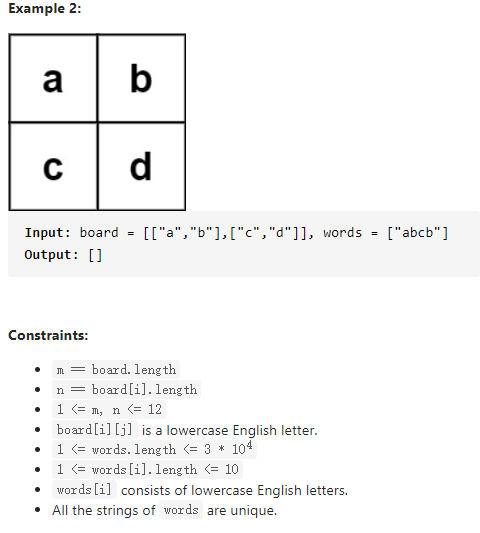 Example 2:
a b
c d
Input: board = [["a","b"],["c","d"]], words = ["abcb"]
Output: []
Constraints:
• m == board.length
• n == board[i].length
• 1 <= m, n <= 12
• board[i][j] is a lowercase English letter.
• 1 <= words.length <= 3 * 10⁴
• 1 <= words[i].length <= 10
• words[i] consists of lowercase English letters.
• All the strings of words are unique.